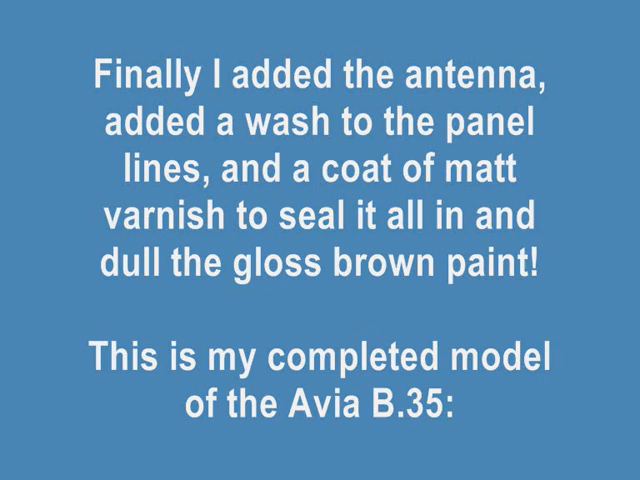 Finally I added the antenna,
added a wash to the panel
lines, and a coat of matt
varnish to seal it all in and
dull the gloss brown paint!
This is my completed model
of the Avia B.35: